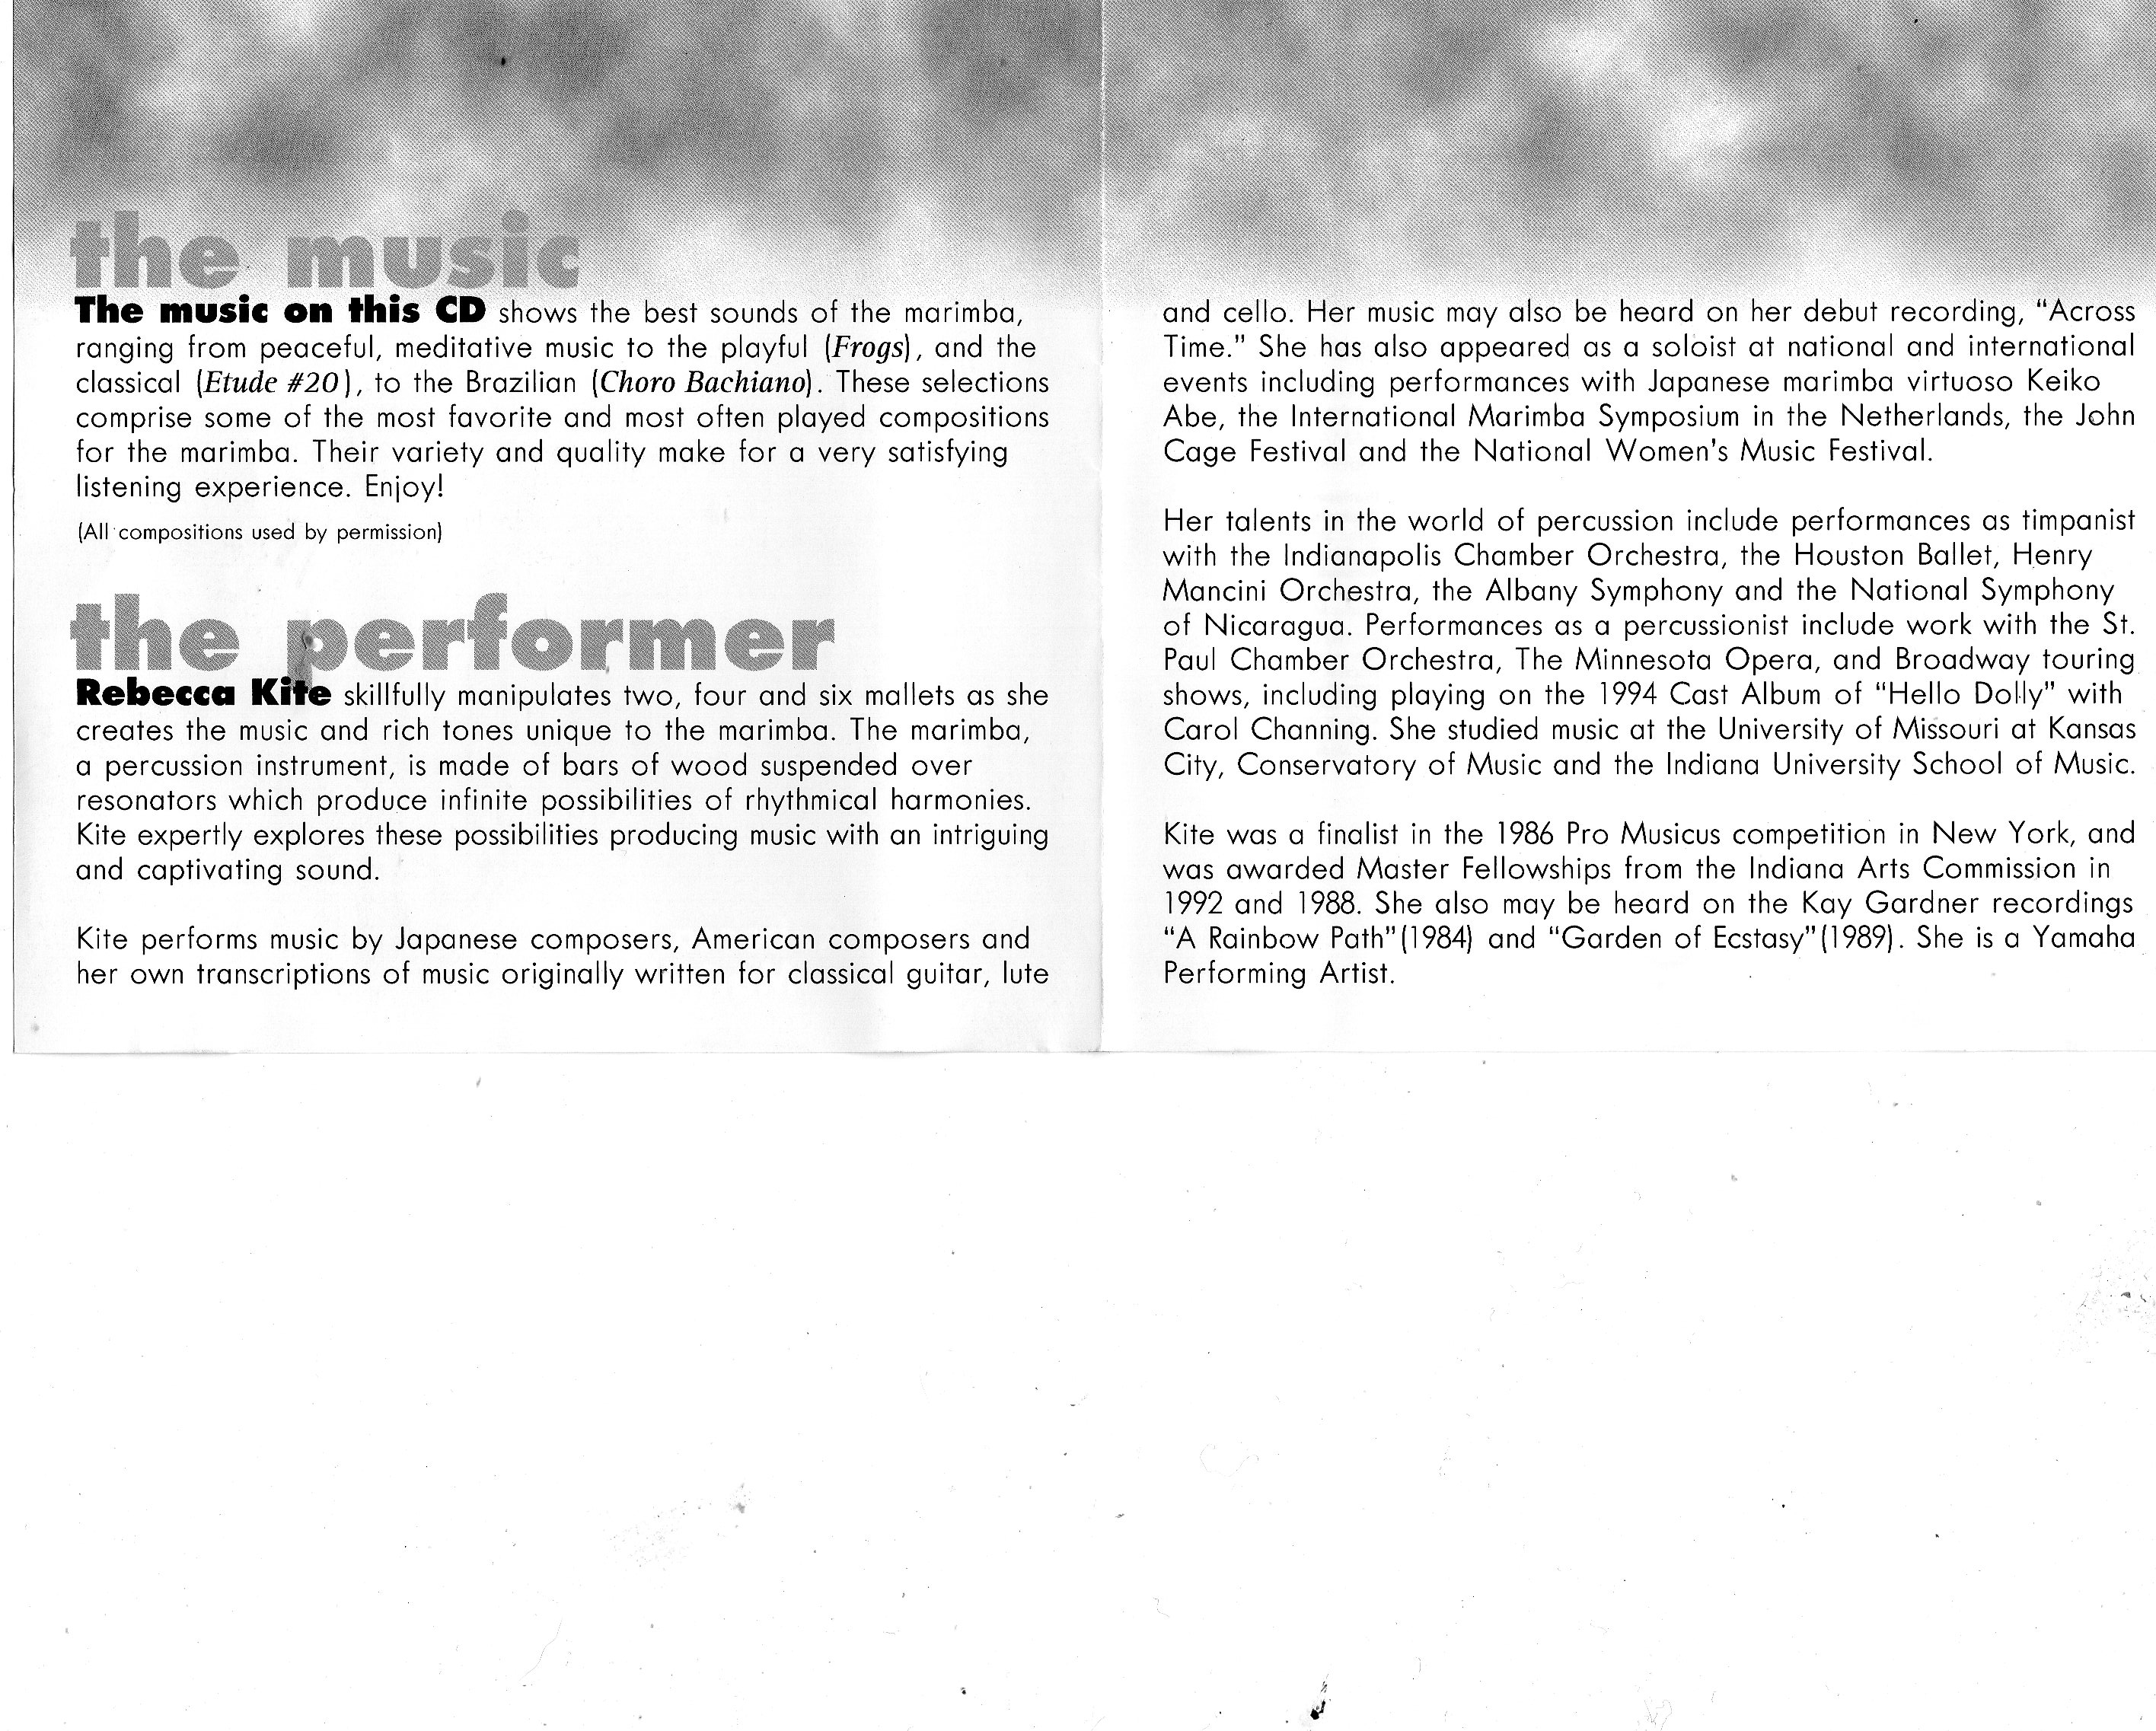 the music
The music on this CD shows the best sounds of the marimba,
ranging from peaceful, meditative music to the playful (Frogs), and the
classical (Etude #20), to the Brazilian (Choro Bachiano). These selections
comprise some of the most favorite and most often played compositions
for the marimba. Their variety and quality make for a very satisfying
listening experience. Enjoy!
(All compositions used by permission)
the performer
Rebecca Kite skillfully manipulates two, four and six mallets as she
creates the music and rich tones unique to the marimba. The marimba,
a percussion instrument, is made of bars of wood suspended over
resonators which produce infinite possibilities of rhythmical harmonies.
Kite expertly explores these possibilities producing music with an intriguing
and captivating sound.
Kite performs music by Japanese composers, American composers and
her own transcriptions of music originally written for classical guitar, lute
and cello. Her music may also be heard on her debut recording, “Across
Time.” She has also appeared as a soloist at national and international
events including performances with Japanese marimba virtuoso Keiko
Abe, the International Marimba Symposium in the Netherlands, the John
Cage Festival and the National Women's Music Festival.
Her talents in the world of percussion include performances as timpanist
with the Indianapolis Chamber Orchestra, the Houston Ballet, Henry
Mancini Orchestra, the Albany Symphony and the National Symphony
of Nicaragua. Performances as a percussionist include work with the St.
Paul Chamber Orchestra, The Minnesota Opera, and Broadway touring
shows, including playing on the 1994 Cast Album of “Hello Dolly” with
Carol Channing. She studied music at the University of Missouri at Kansas
City, Conservatory of Music and the Indiana University School of Music.
Kite was a finalist in the 1986 Pro Musicus competition in New York, and
was awarded Master Fellowships from the Indiana Arts Commission in
1992 and 1988. She also may be heard on the Kay Gardner recordings
“A Rainbow Path”(1984) and “Garden of Ecstasy”(1989). She is a Yamaha
Performing Artist.